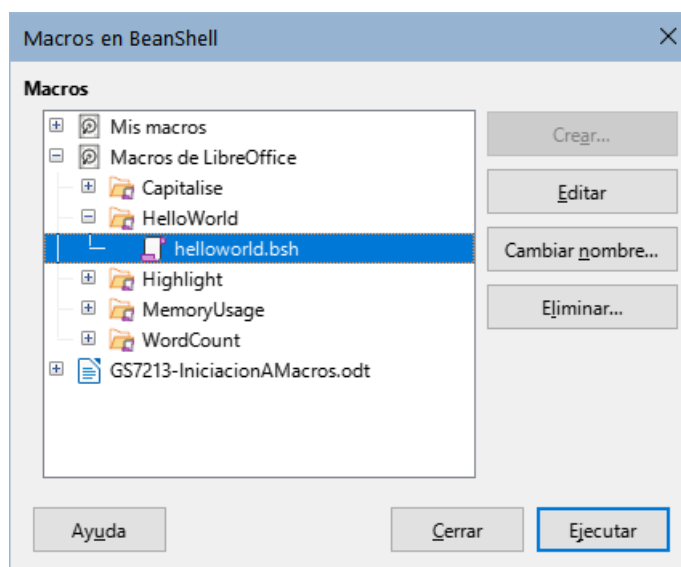 Macros en BeanShell
Macros
Mis macros
Macros de LibreOffice
Capitalise
HelloWorld
helloworld.bsh
Highlight
MemoryUsage
WordCount
GS7213-IniciacionAMacros.odt
Crear...
Editar
Cambiar nombre...
Eliminar...
Ayuda
Cerrar
Ejecutar